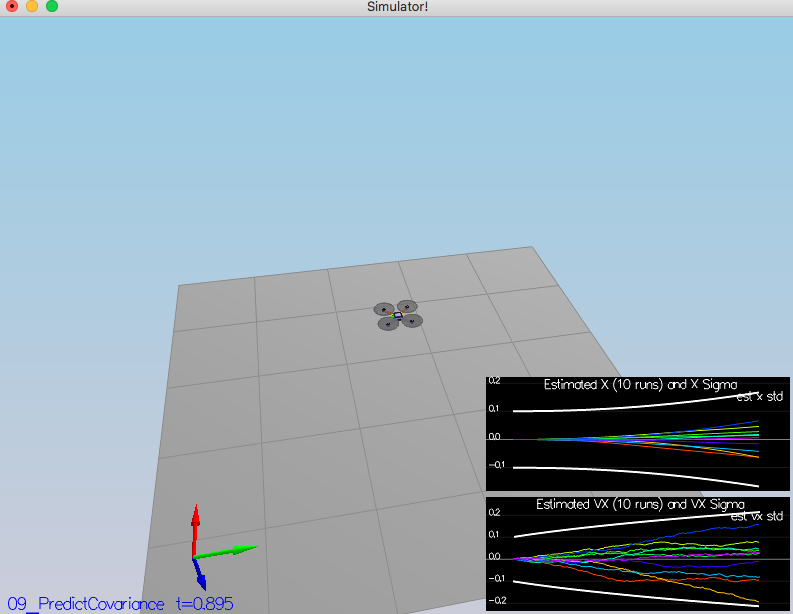 Simulator!
0.2
Estimated X (10 runs) and X Sigma
est x std
0.1
0.0
-0.1
Estimated VX (10 runs) and VX Sigma
0.2
est vx std
0.1
0.0
-0.1
-0.2
09_PredictCovariance t=0.895